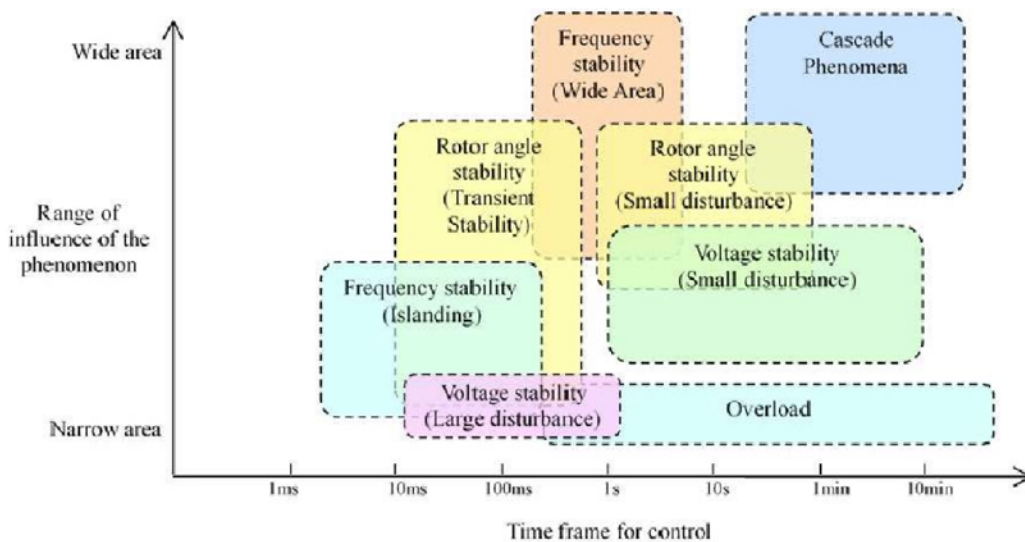 Wide area
Frequency
stability
(Wide Area)
Cascade
Phenomena
Rotor angle
stability
(Transient
Stability)
Rotor angle
stability
(Small disturbance)
Range of
influence of the
phenomenon
Voltage stability
(Small disturbance)
Frequency stability
(Islanding)
Voltage stability
(Large disturbance)
Overload
Narrow area
1ms
10ms
100ms
1s
10s
1min
10min
Time frame for control